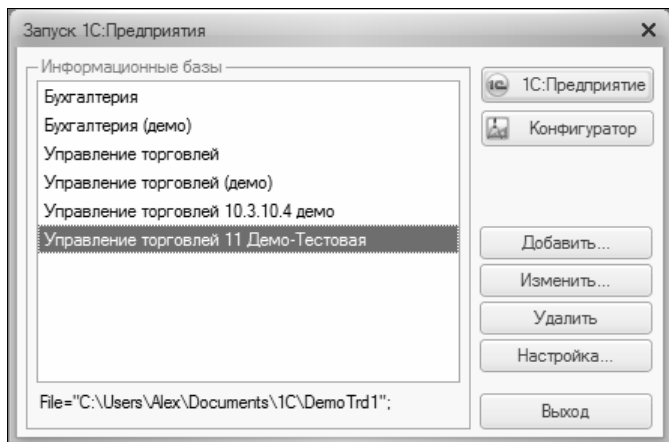 Запуск 1С:Предприятия
Информационные базы
Бухгалтерия
Бухгалтерия (демо)
Управление торговлей
Управление торговлей (демо)
Управление торговлей 10.3.10.4 демо
Управление торговлей 11 Демо-Тестовая
File="C:\Users\Alex\Documents\1C\DemoTrd1";
1С:Предприятие
Конфигуратор
Добавить...
Изменить...
Удалить
Настройка...
Выход